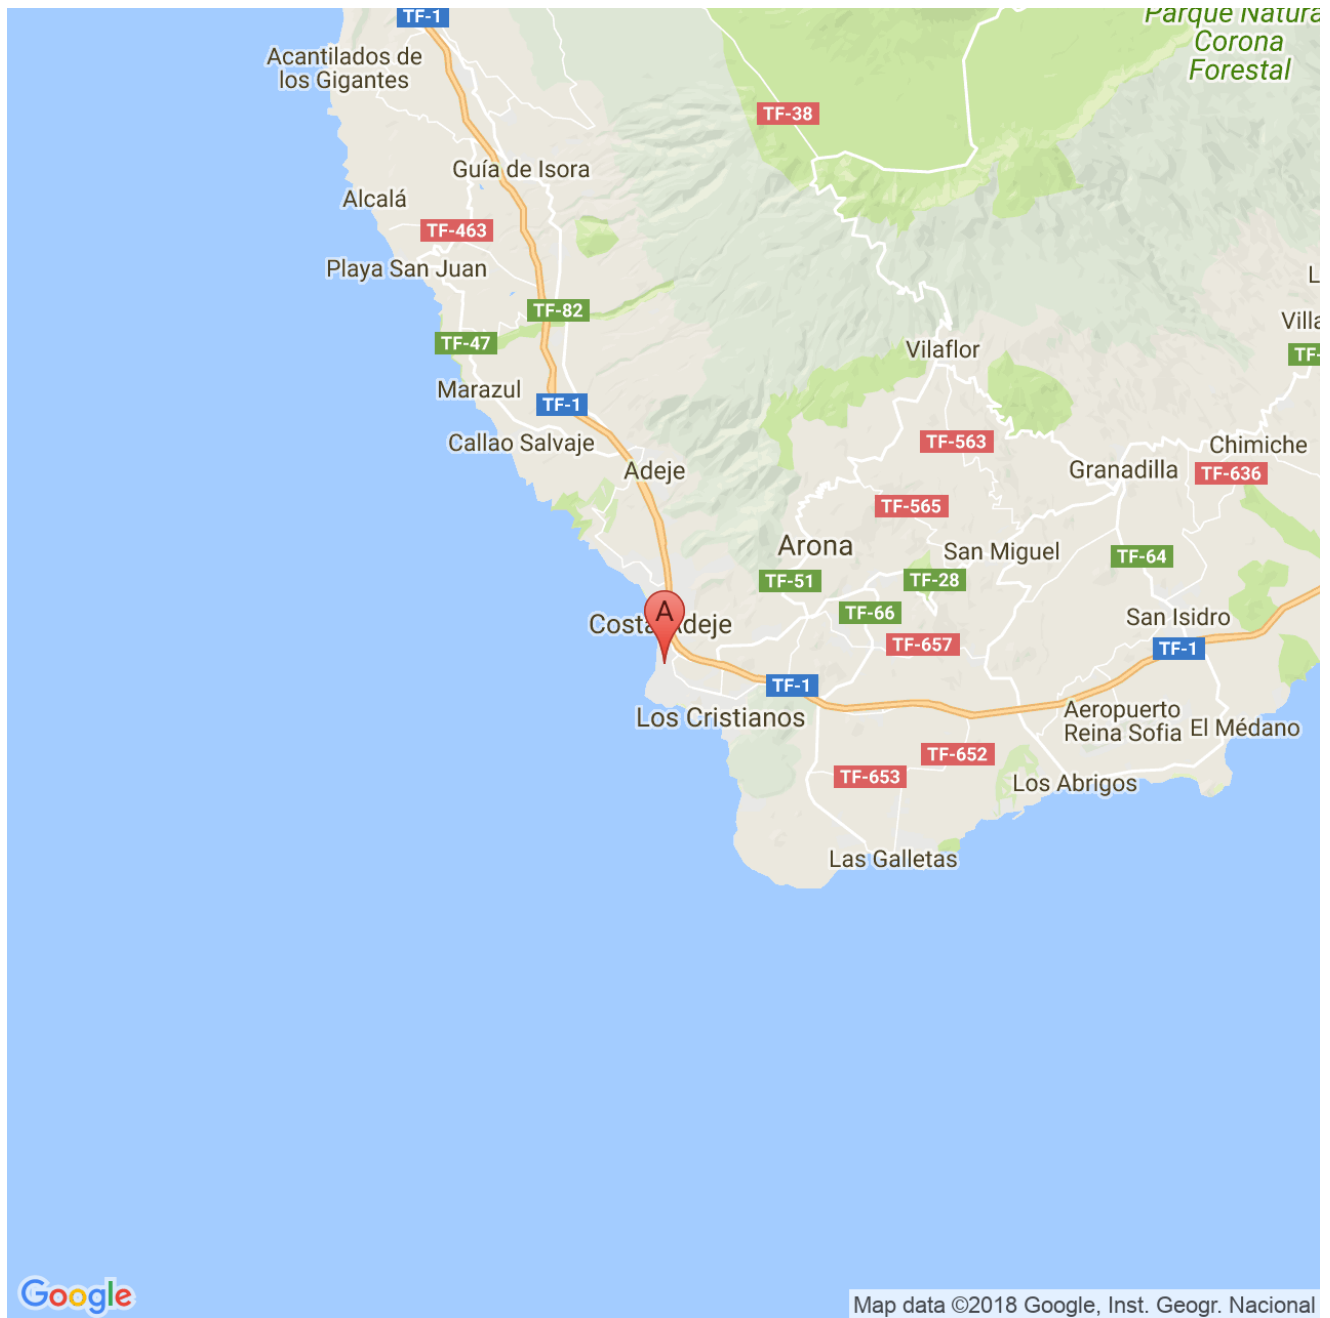 TF-1
Parque Natura
Corona
Forestal
Acantilados de
los Gigantes
TF-38
Guía de Isora
Alcalá
TF-463
Playa San Juan
L
TF-82
Villa
TF-47
Vilaflor
TF-
Marazul
TF-1
Callao Salvaje
TF-563
Chimiche
Adeje
Granadilla
TF-636
TF-565
Arona
San Miguel
TF-64
TF-51
TF-28
A
Costa Adeje
TF-66
San Isidro
TF-657
TF-1
TF-1
Los Cristianos
Aeropuerto
Reina Sofia
El Médano
TF-652
TF-653
Los Abrigos
Las Galletas
Google
Map data ©2018 Google, Inst. Geogr. Nacional